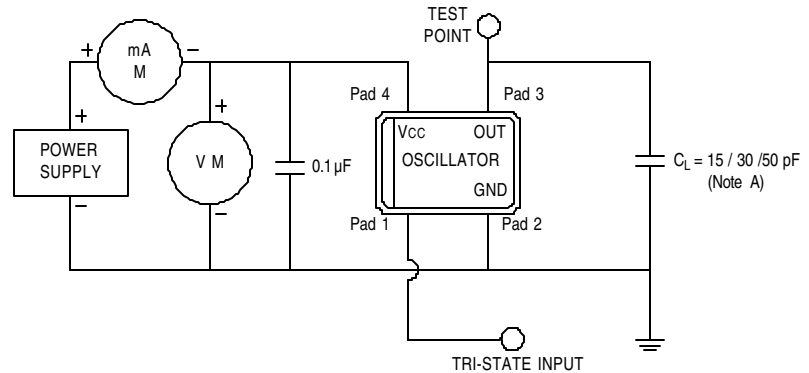 TEST
POINT
+
mA
M
−
Pad 4
Pad 3
+
POWER
SUPPLY
−
+
V M
−
0.1 µF
Vcc
OUT
OSCILLATOR
GND
CL = 15 / 30 /50 pF
(Note A)
Pad 1
Pad 2
TRI-STATE INPUT